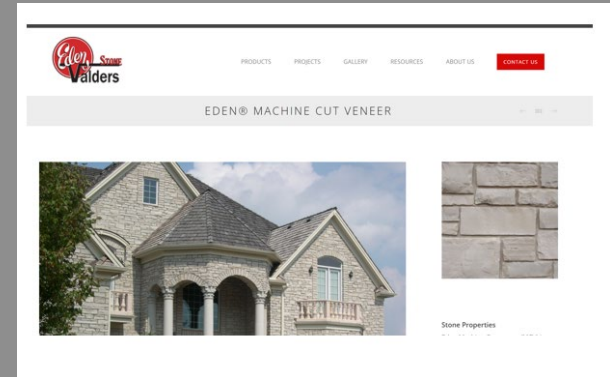 Eden Stone
Valders
PRODUCTS PROJECTS GALLERY RESOURCES ABOUT US CONTACT US
EDEN® MACHINE CUT VENEER
Stone Properties